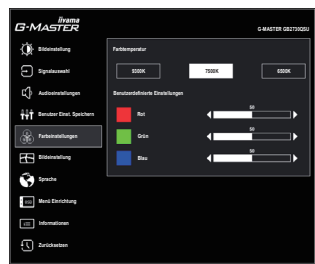 iiyama
G-MASTER
G-MASTER GB2730QSU
Bildeinstellung
Signalauswahl
Audioeinstellungen
Benutzer Einst. Speichern
Farbeinstellungen
Bildeinstellung
Sprache
Menü Einrichtung
Informationen
Zurücksetzen
Farbtemperatur
9300K
7500K
6500K
Benutzerdefinierte Einstellungen
Rot
50
Grün
50
Blau
50